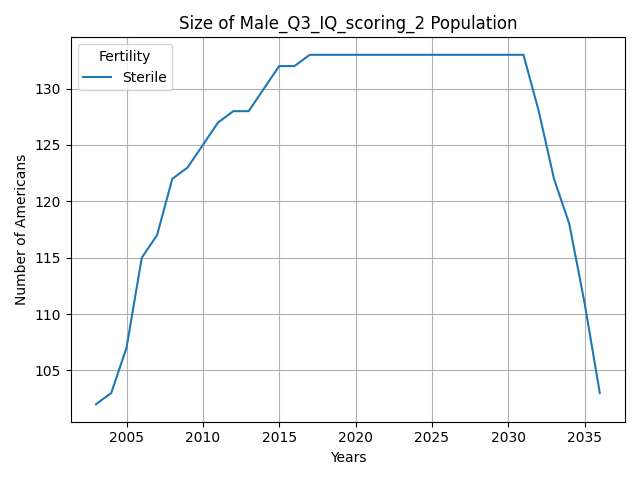 Size of Male_Q3_IQ_scoring_2 Population
Fertility
Sterile
Number of Americans
130
125
120
115
110
105
2005 2010 2015 2020 2025 2030 2035
Years